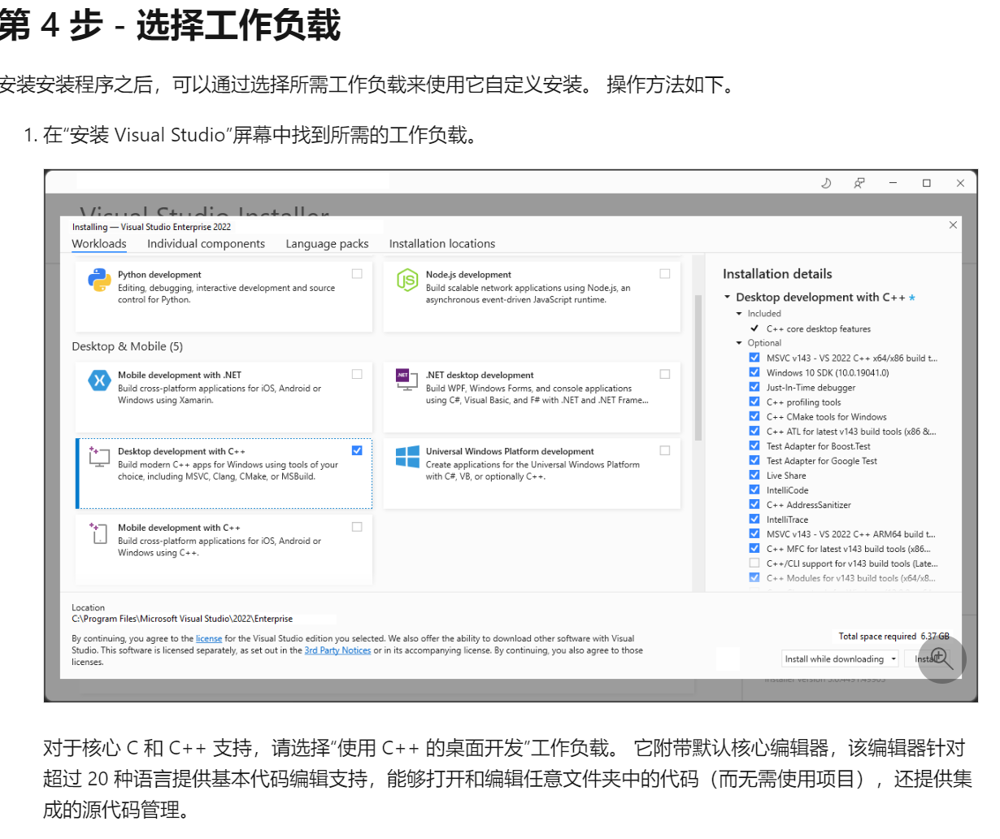 第 4 步 - 选择工作负载
安装安装程序之后，可以通过选择所需工作负载来使用它自定义安装。 操作方法如下。
1. 在“安装 Visual Studio”屏幕中找到所需的工作负载。
Visual Studio Installer
Installing — Visual Studio Enterprise 2022
Workloads Individual components Language packs Installation locations
Python development
Editing, debugging, interactive development and source
control for Python.
Node.js development
Build scalable network applications using Node.js, an
asynchronous event-driven JavaScript runtime.
Desktop & Mobile (5)
Mobile development with .NET
Build cross-platform applications for iOS, Android or
Windows using Xamarin.
.NET
.NET desktop development
Build WPF, Windows Forms, and console applications
using C#, Visual Basic, and F# with .NET and .NET Frame...
Desktop development with C++
Build modern C++ apps for Windows using tools of your
choice, including MSVC, Clang, CMake, or MSBuild.
Universal Windows Platform development
Create applications for the Universal Windows Platform
with C#, VB, or optionally C++.
Mobile development with C++
Build cross-platform applications for iOS, Android or
Windows using C++.
Installation details
Desktop development with C++ *
Included
C++ core desktop features
Optional
MSVC v143 - VS 2022 C++ x64/x86 build t...
Windows 10 SDK (10.0.19041.0)
Just-In-Time debugger
C++ profiling tools
C++ CMake tools for Windows
C++ ATL for latest v143 build tools (x86 &...
Test Adapter for Boost.Test
Test Adapter for Google Test
Live Share
IntelliCode
C++ AddressSanitizer
IntelliTrace
MSVC v143 - VS 2022 C++ ARM64 build t...
C++ MFC for latest v143 build tools (x86...
C++/CLI support for v143 build tools (Late...
C++ Modules for v143 build tools (x64/x8...
Location
C:\Program Files\Microsoft Visual Studio\2022\Enterprise
By continuing, you agree to the license for the Visual Studio edition you selected. We also offer the ability to download other software with Visual
Studio. This software is licensed separately, as set out in the 3rd Party Notices or in its accompanying license. By continuing, you also agree to those
licenses.
Total space required 6.37 GB
Install while downloading Install
对于核心 C 和 C++ 支持，请选择“使用 C++ 的桌面开发”工作负载。 它附带默认核心编辑器，该编辑器针对
超过 20 种语言提供基本代码编辑支持，能够打开和编辑任意文件夹中的代码（而无需使用项目），还提供集
成的源代码管理。